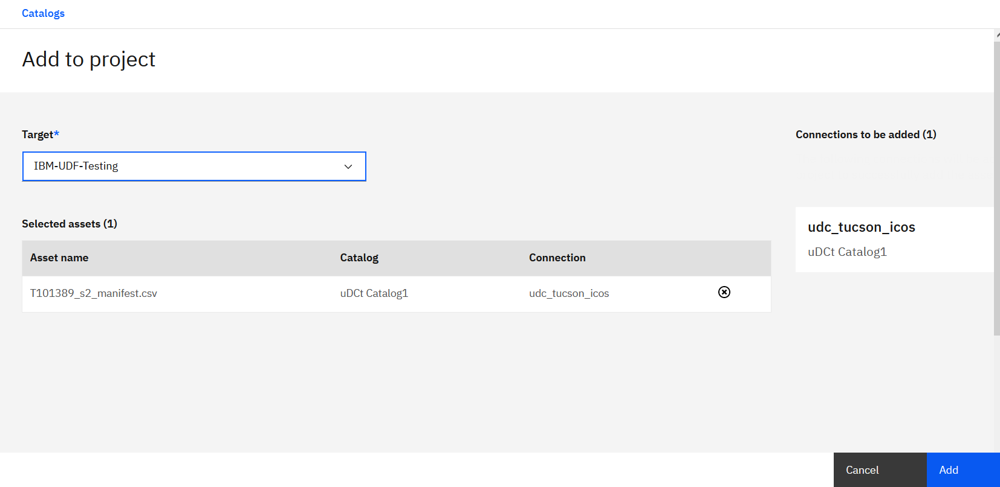 Catalogs
Add to project
Target*
IBM-UDF-Testing
Selected assets (1)
Asset name Catalog Connection
T101389_s2_manifest.csv uDCt Catalog1 udc_tucson_icos
Connections to be added (1)
udc_tucson_icos
uDCt Catalog1
Cancel Add